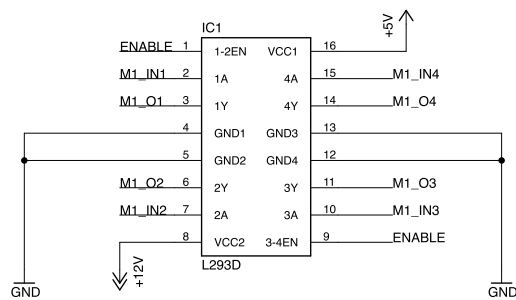 IC1
+5V
ENABLE 1 1-2EN VCC1 16
M1_IN1 2 1A 4A 15 M1_IN4
M1_O1 3 1Y 4Y 14 M1_O4
4 GND1 GND3 13
5 GND2 GND4 12
M1_O2 6 2Y 3Y 11 M1_O3
M1_IN2 7 2A 3A 10 M1_IN3
8 VCC2 3-4EN 9 ENABLE
+12V
L293D
GND
GND